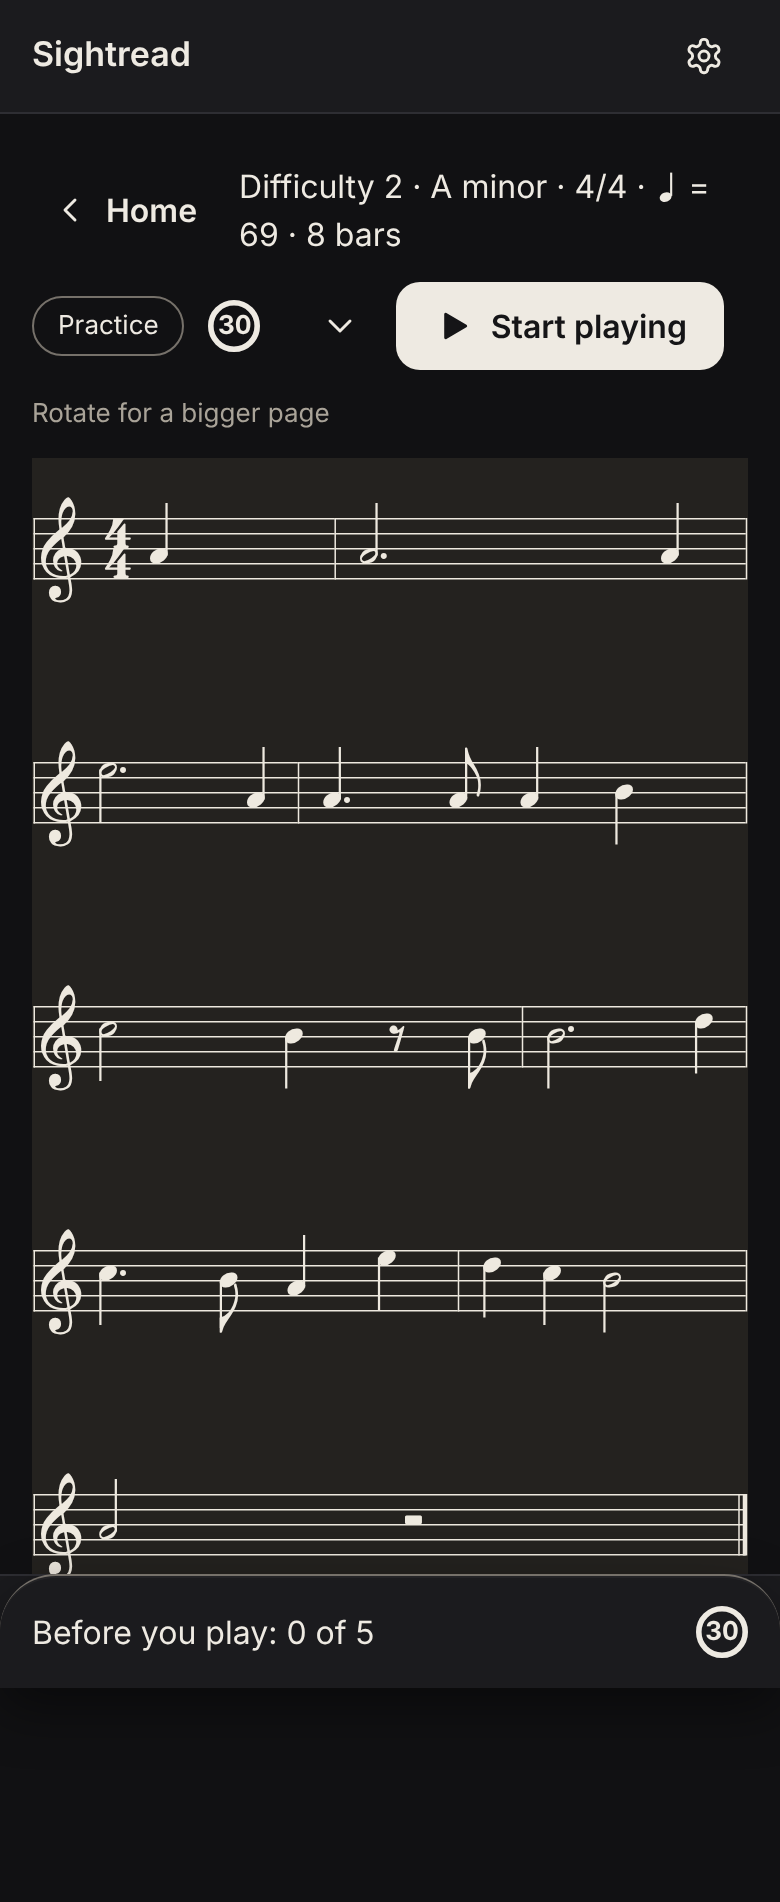 Sightread
Home
Difficulty 2 · A minor · 4/4 · ♩ =
69 · 8 bars
Practice
30
Start playing
Rotate for a bigger page
4
4
Before you play: 0 of 5
30